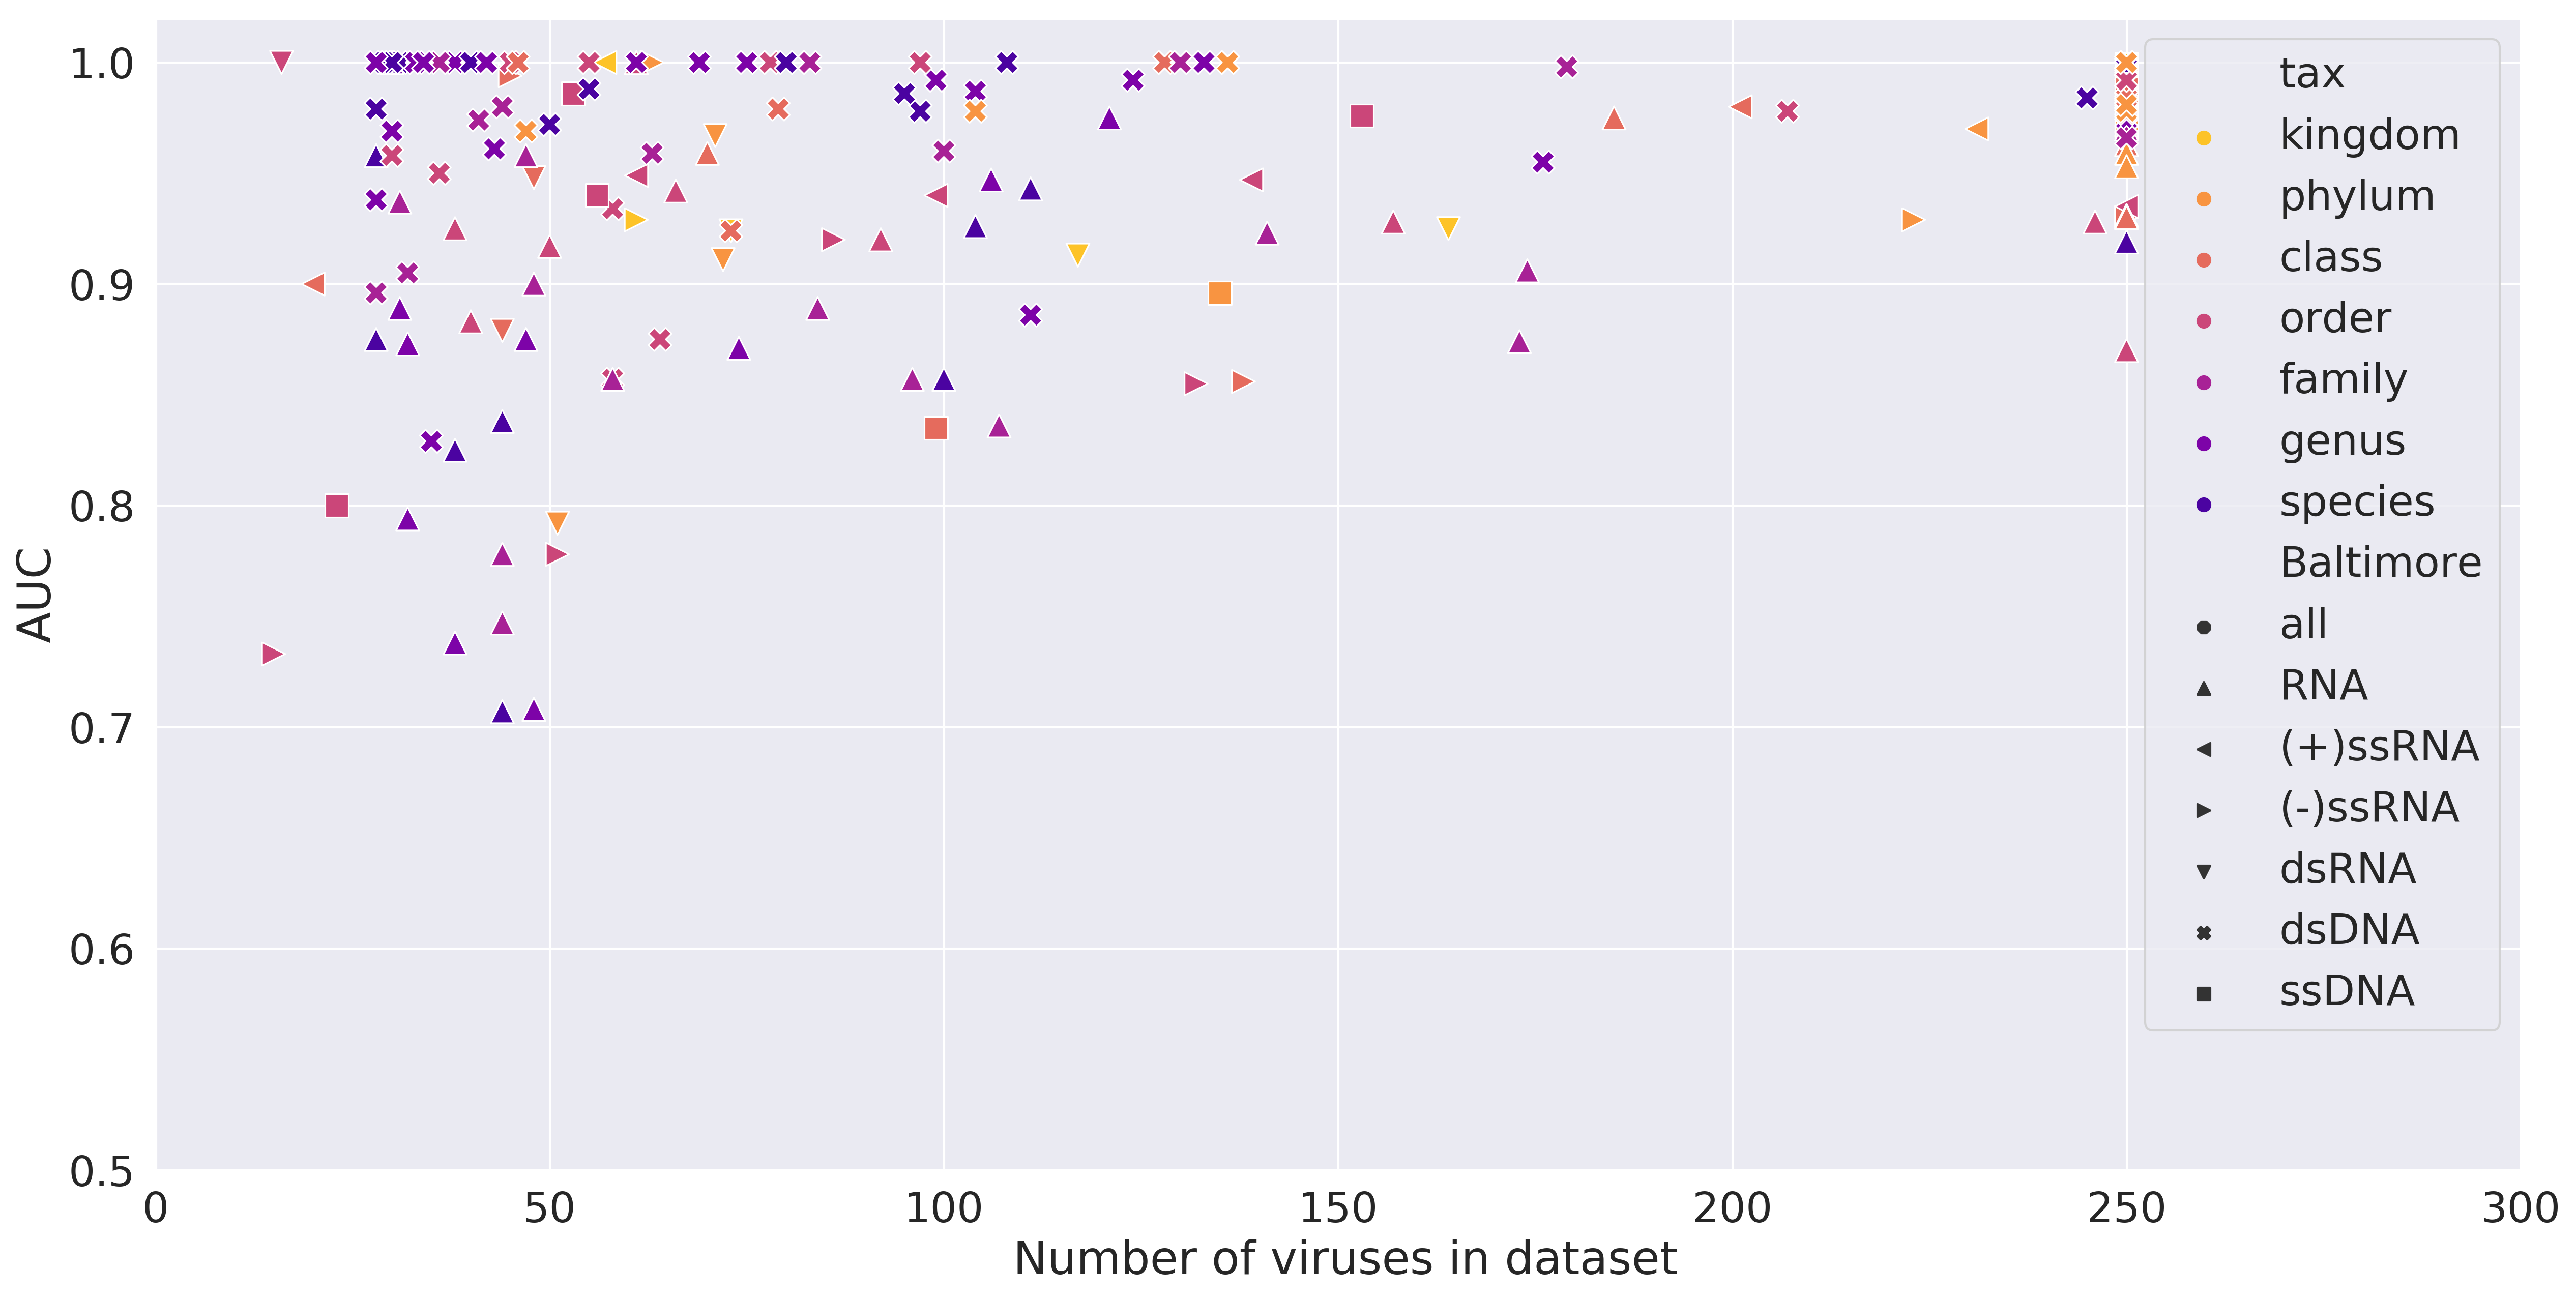 1.0
0.9
0.8
0.7
0.6
0.5
AUC
0 50 100 150 200 250 300
Number of viruses in dataset
tax
kingdom
phylum
class
order
family
genus
species
Baltimore
all
RNA
(+)ssRNA
(-)ssRNA
dsRNA
dsDNA
ssDNA